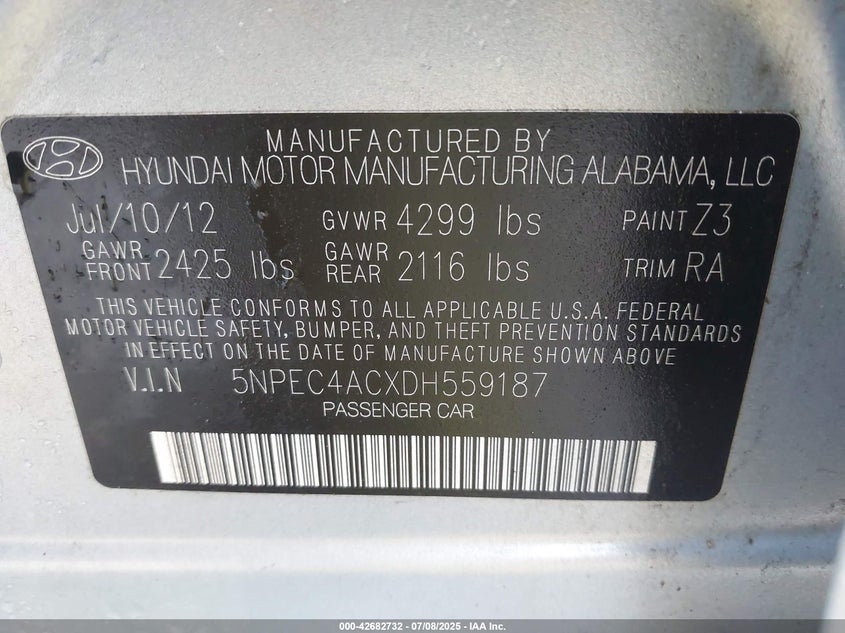 MANUFACTURED BY
HYUNDAI MOTOR MANUFACTURING ALABAMA, LLC
Jul/10/12 GVWR 4299 lbs PAINT Z3
GAWR FRONT 2425 lbs GAWR REAR 2116 lbs TRIM RA
THIS VEHICLE CONFORMS TO ALL APPLICABLE U.S.A. FEDERAL
MOTOR VEHICLE SAFETY, BUMPER, AND THEFT PREVENTION STANDARDS
IN EFFECT ON THE DATE OF MANUFACTURE SHOWN ABOVE.
V.I.N 5NPEC4ACXDH559187
PASSENGER CAR
000-42682732 - 07/08/2025 - IAA Inc.